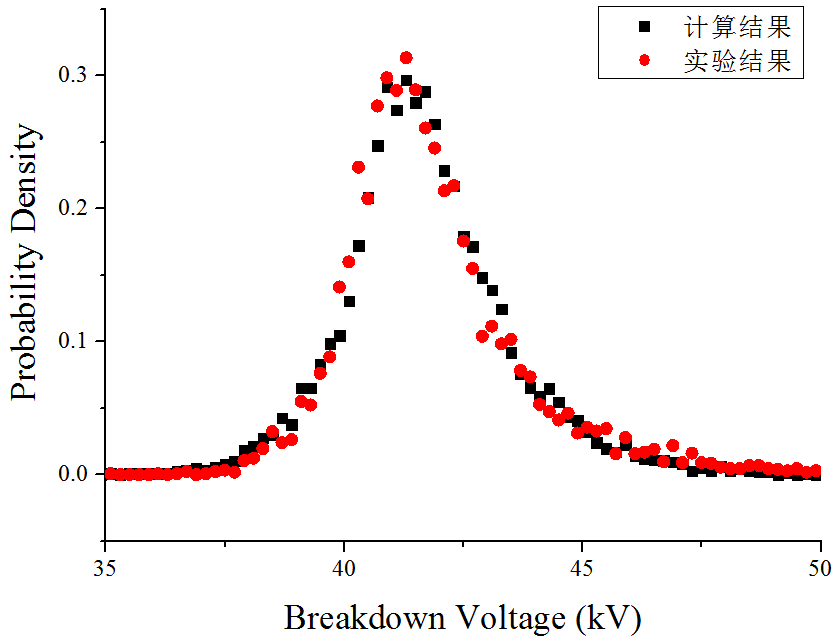 计算结果
实验结果
0.3
0.2
0.1
0.0
Probability Density
35
40
45
50
Breakdown Voltage (kV)